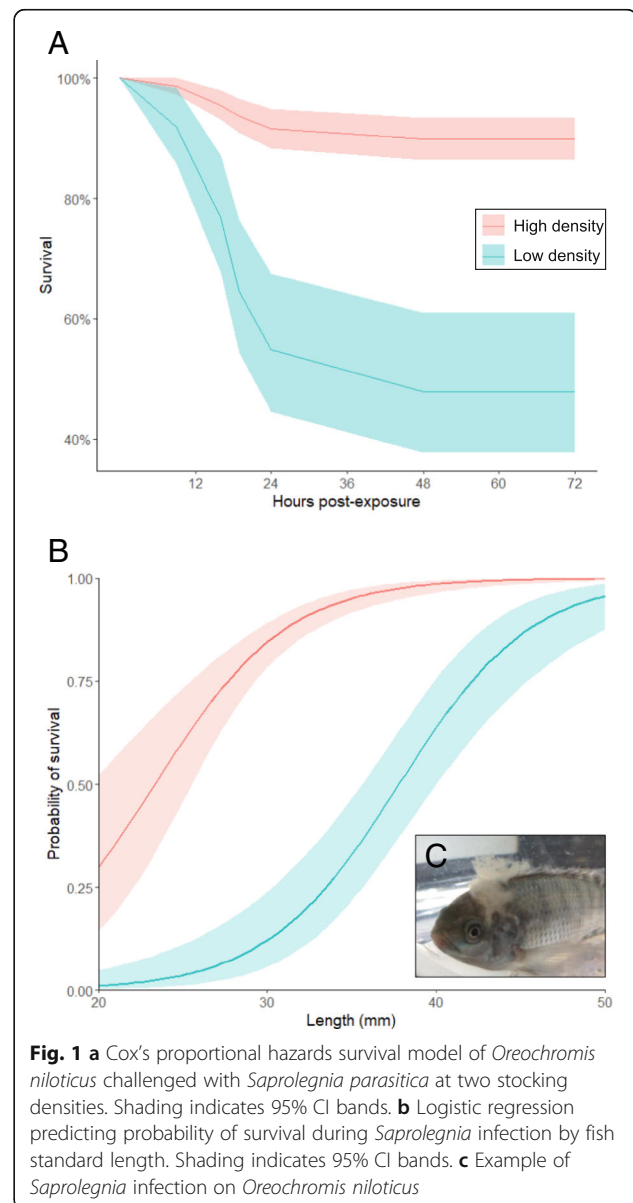 A
100%
80%
60%
40%
Survival
High density
Low density
12 24 36 48 60 72
Hours post-exposure
B
1.00
0.75
0.50
0.25
0.00
Probability of survival
C
20 30 40 50
Length (mm)
Fig. 1 a Cox's proportional hazards survival model of Oreochromis
niloticus challenged with Saprolegnia parasitica at two stocking
densities. Shading indicates 95% CI bands. b Logistic regression
predicting probability of survival during Saprolegnia infection by fish
standard length. Shading indicates 95% CI bands. c Example of
Saprolegnia infection on Oreochromis niloticus